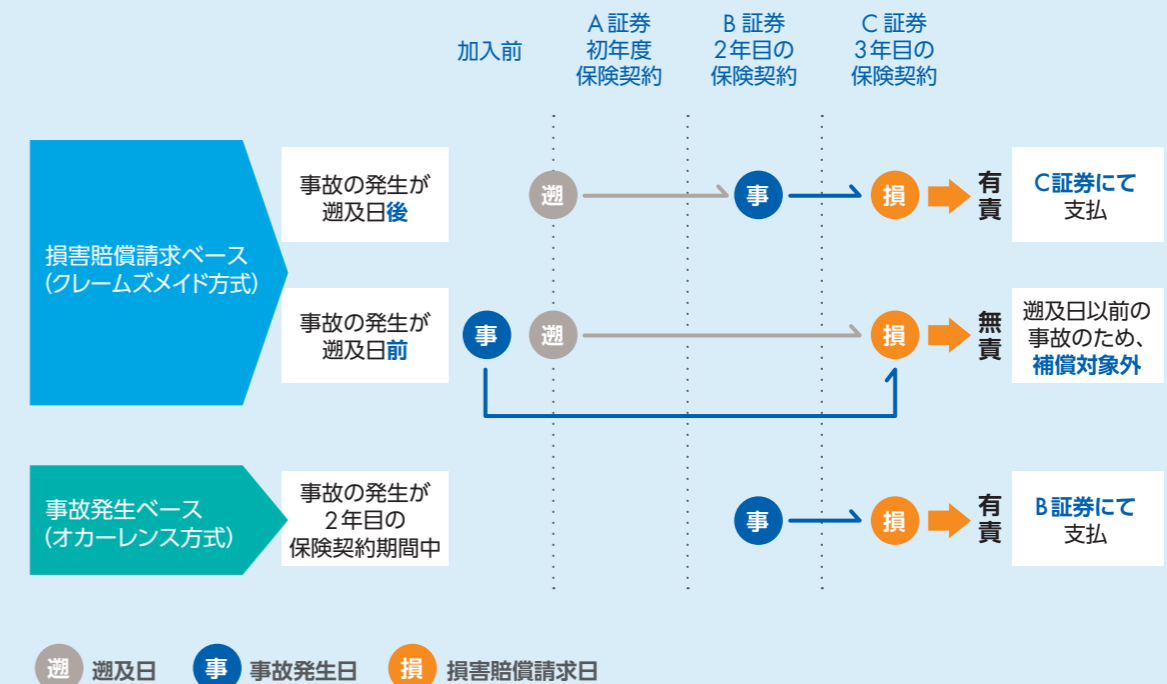 加入前
A証券
初年度
保険契約
B証券
2年目の
保険契約
C証券
3年目の
保険契約
損害賠償請求ベース
(クレームズメイド方式)
事故の発生が
遡及日後
遡
事
損
有責
C証券にて
支払
事故の発生が
遡及日前
事
遡
損
無責
遡及日以前の
事故のため、
補償対象外
事故発生ベース
(オカーレンス方式)
事故の発生が
2年目の
保険契約期間中
事
損
有責
B証券にて
支払
遡 遡及日 事 事故発生日 損 損害賠償請求日